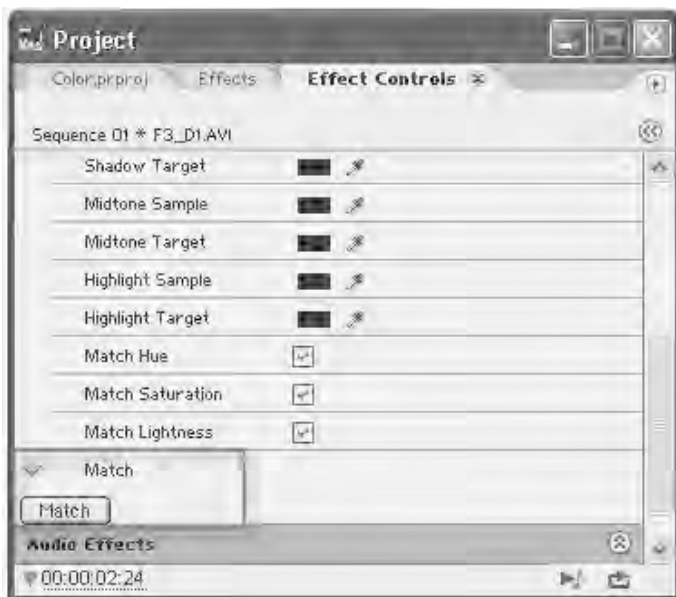 Project
Color.prproj Effects Effect Controls
Sequence 01 * F3_D1.AVI
Shadow Target
Midtone Sample
Midtone Target
Highlight Sample
Highlight Target
Match Hue
Match Saturation
Match Lightness
Match
Match
Audio Effects
00:00:02:24